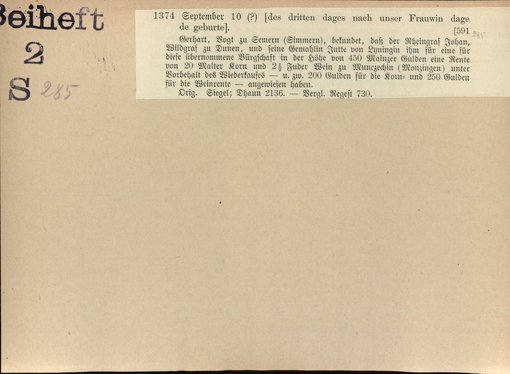 Beiheft
2
S 285
1374 September 10 (?) [des dritten dages nach unser Frauwin dage
de geburte].
[591
285
Gerhart, Vogt zu Semern (Simmern), bekundet, daß der Rheingraf Johan,
Wildgraf zu Dunen, und seine Gemahlin Jutte von Lyningin ihm für eine für
diese übernommene Bürgschaft in der Höhe von 450 Mainzer Gulden eine Rente
von 20 Malter Korn und 2½ Fuder Wein zu Munczechin (Monzingen) unter
Vorbehalt des Wiederkaufes — u. zw. 200 Gulden für die Korn= und 250 Gulden
für die Weinrente — angewiesen haben.
Orig. Siegel; Dhaun 2136. — Vergl. Regest 730.